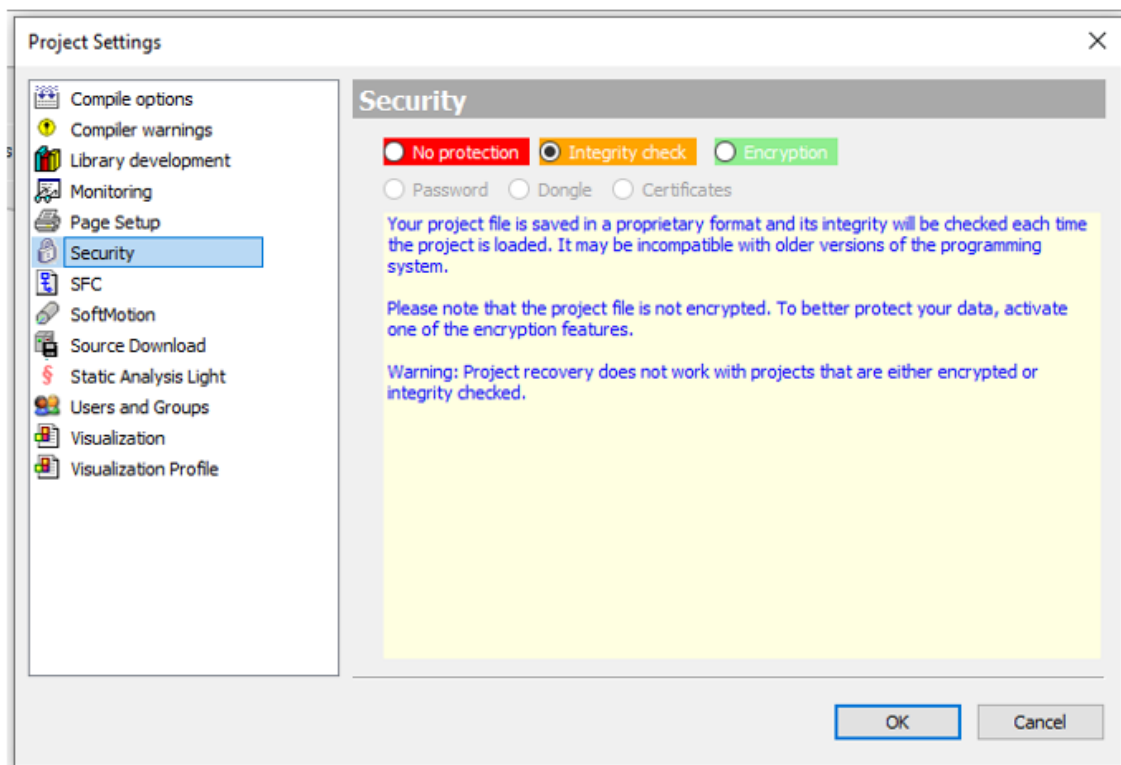 Project Settings
Compile options
Compiler warnings
Library development
Monitoring
Page Setup
Security
SFC
SoftMotion
Source Download
Static Analysis Light
Users and Groups
Visualization
Visualization Profile
Security
No protection Integrity check Encryption
Password Dongle Certificates
Your project file is saved in a proprietary format and its integrity will be checked each time
the project is loaded. It may be incompatible with older versions of the programming
system.
Please note that the project file is not encrypted. To better protect your data, activate
one of the encryption features.
Warning: Project recovery does not work with projects that are either encrypted or
integrity checked.
OK Cancel